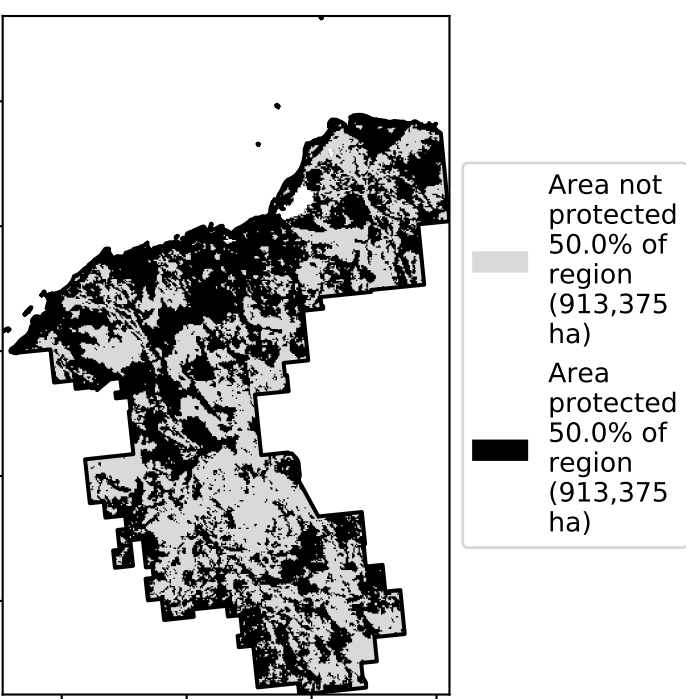 Area not
protected
50.0% of
region
(913,375
ha)
Area
protected
50.0% of
region
(913,375
ha)